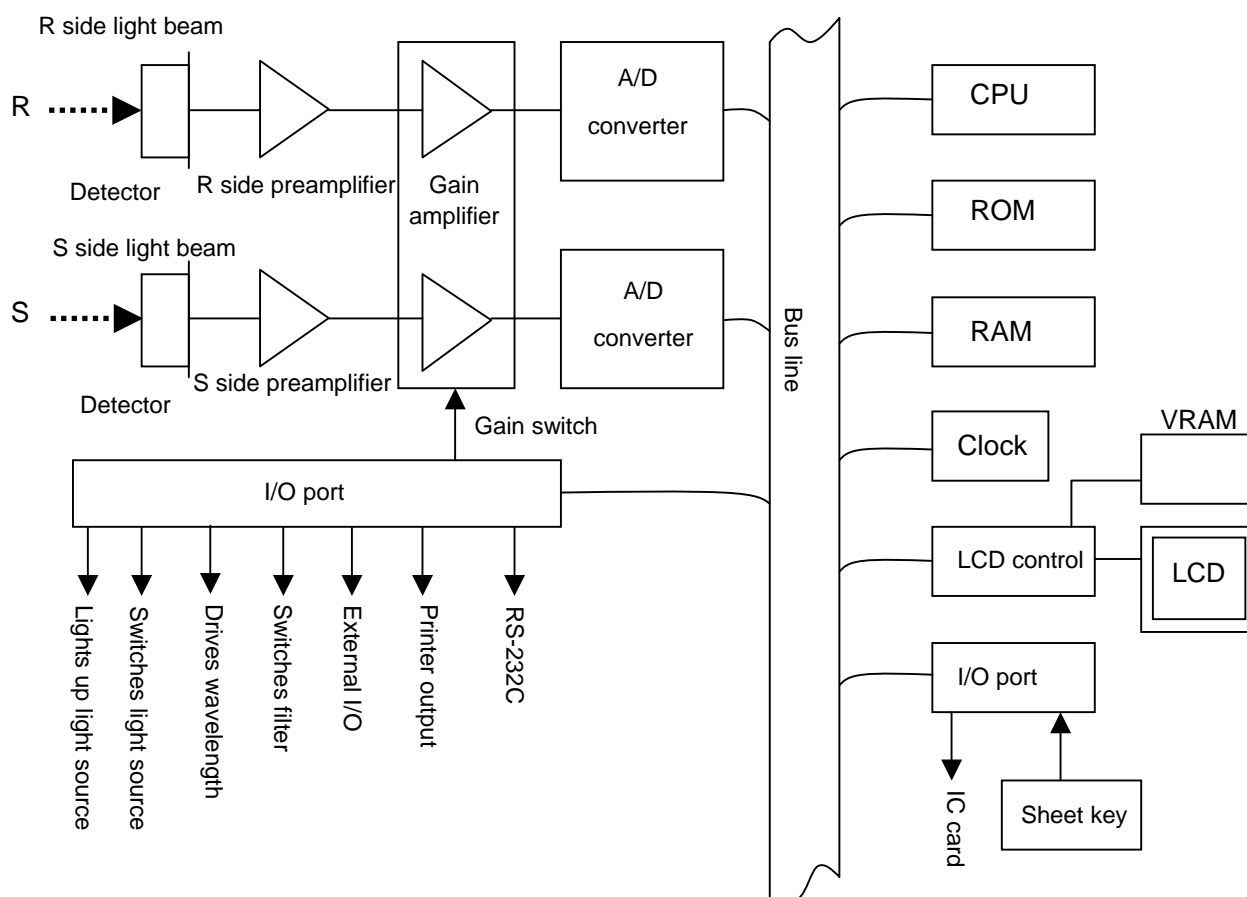 R side light beam
R
Detector
R side preamplifier
Gain
amplifier
A/D
converter
S side light beam
S
Detector
S side preamplifier
A/D
converter
Gain switch
I/O port
Lights up light source
Switches light source
Drives wavelength
Switches filter
External I/O
Printer output
RS-232C
Bus line
CPU
ROM
RAM
Clock
VRAM
LCD control
LCD
I/O port
IC card
Sheet key